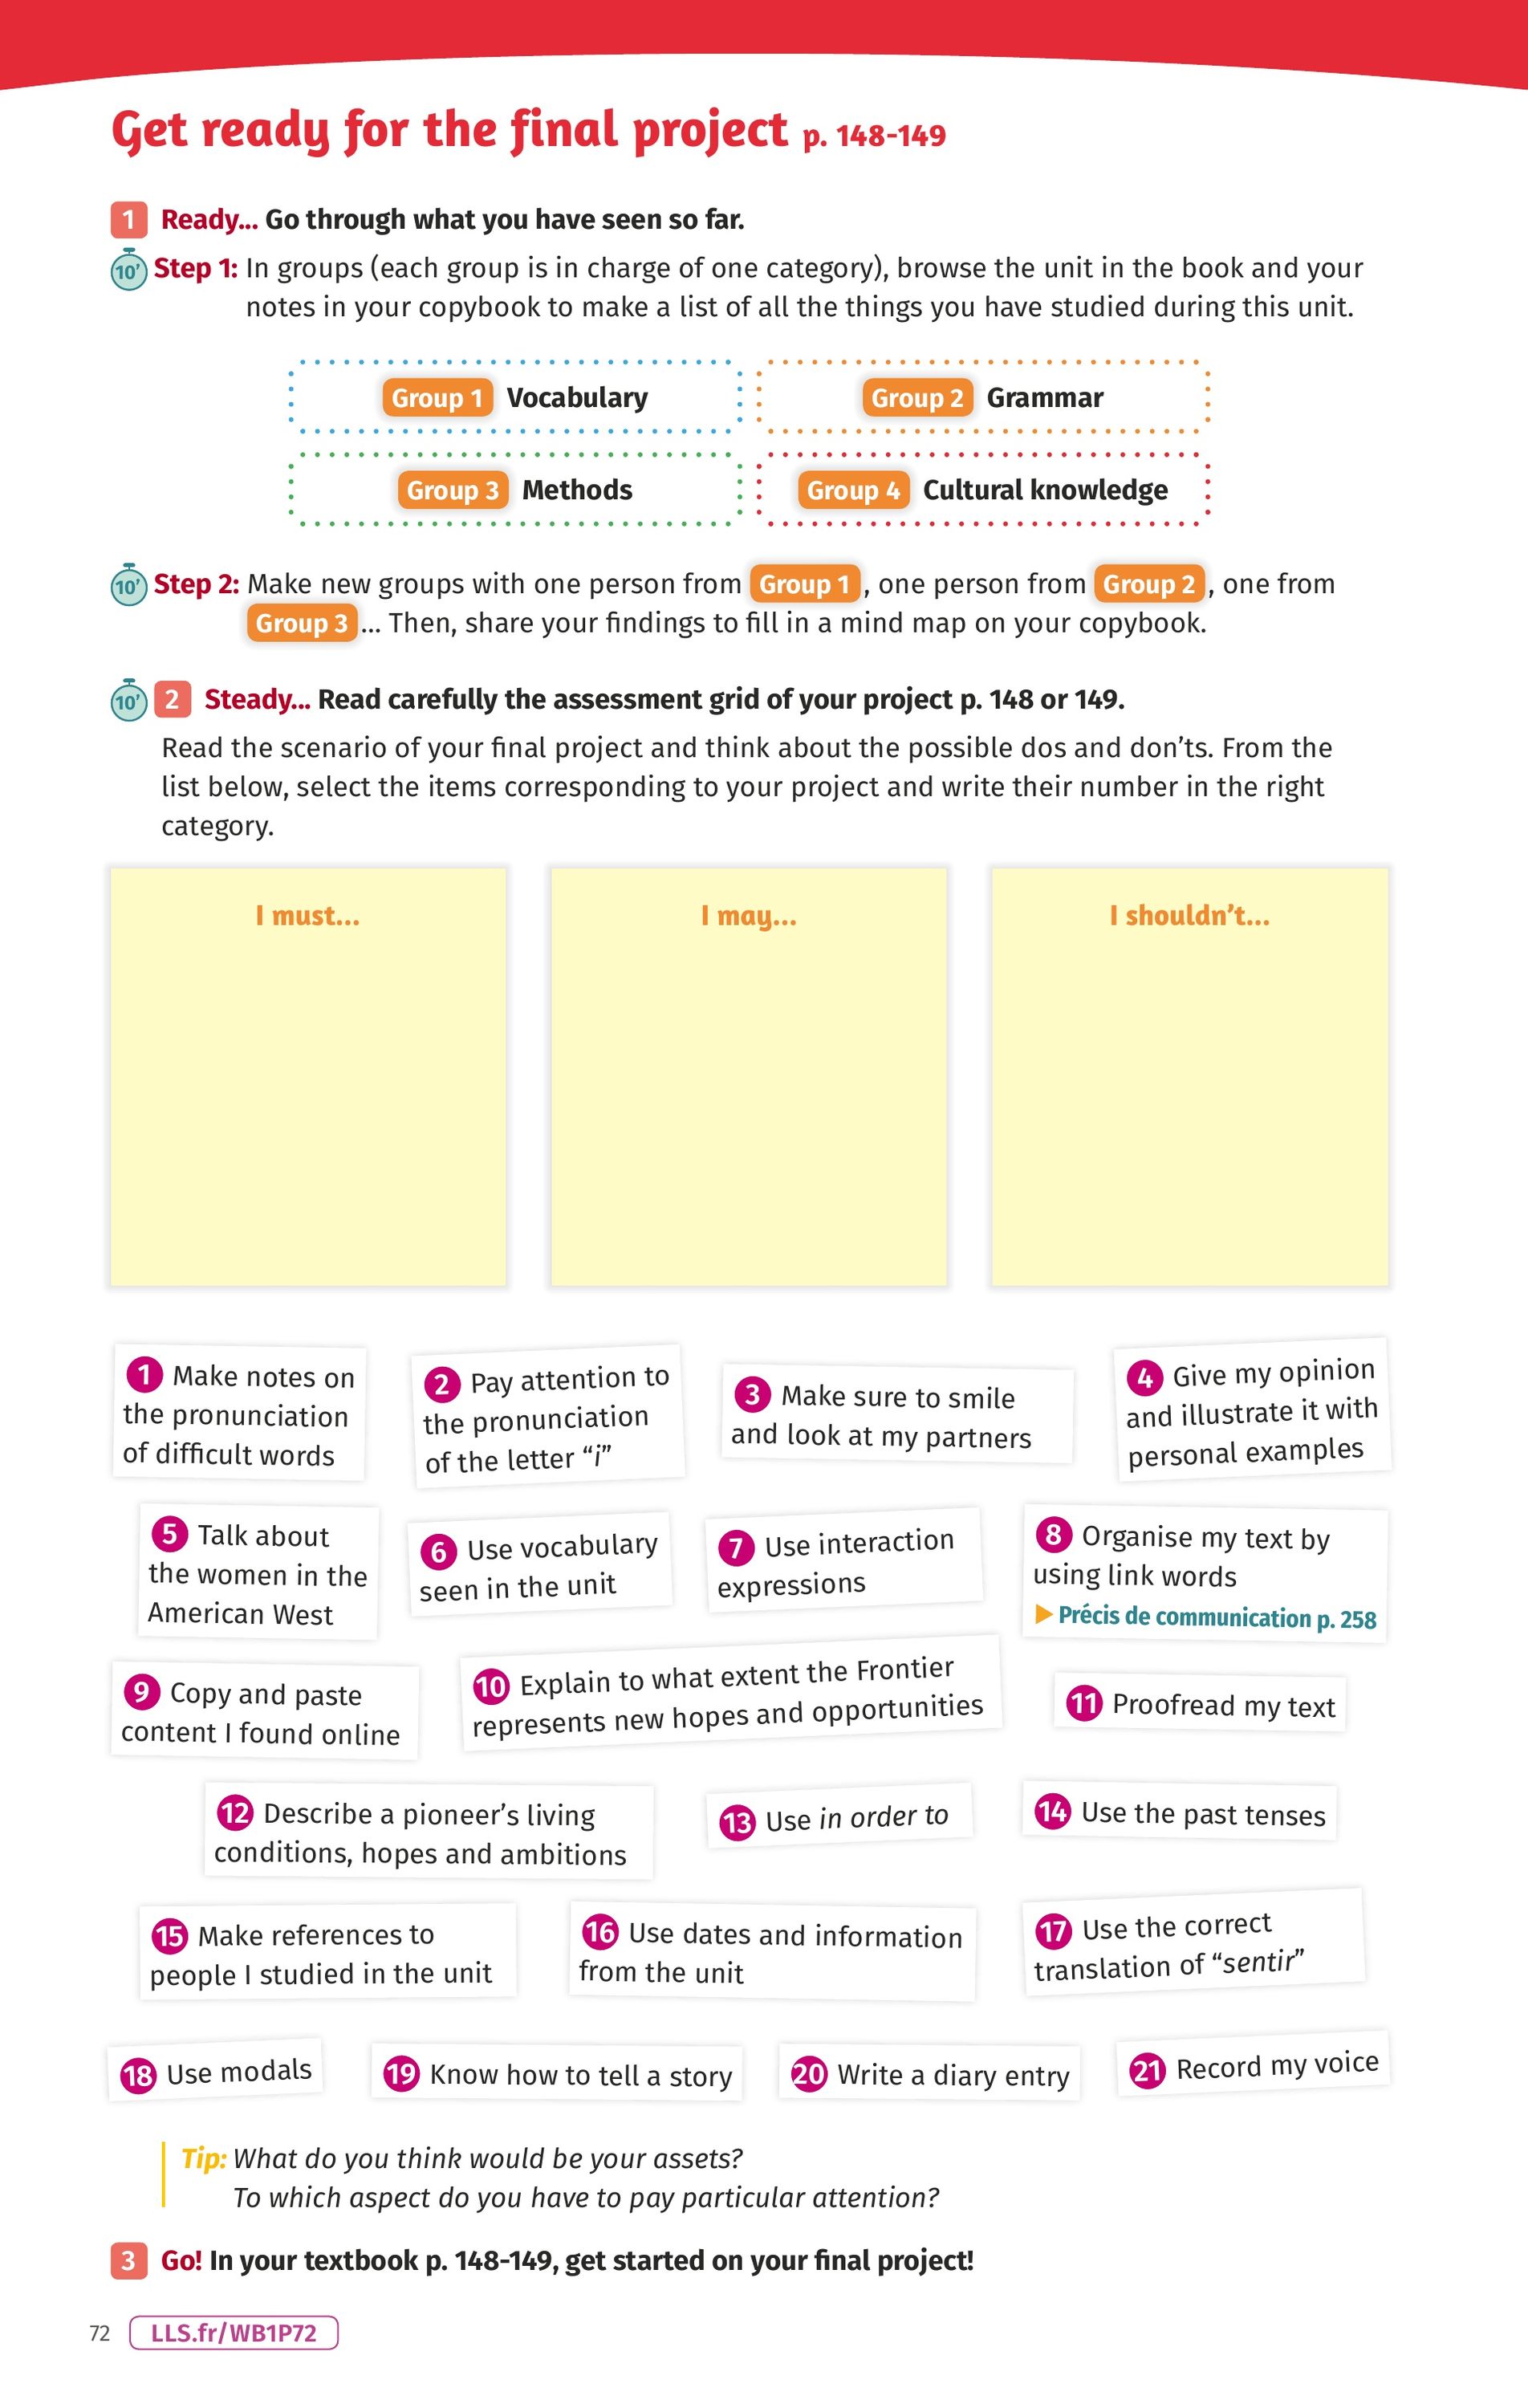 Get ready for the final project p. 148-149
1 Ready... Go through what you have seen so far.
10’ Step 1: In groups (each group is in charge of one category), browse the unit in the book and your
notes in your copybook to make a list of all the things you have studied during this unit.
Group 1 Vocabulary
Group 2 Grammar
Group 3 Methods
Group 4 Cultural knowledge
10’ Step 2: Make new groups with one person from Group 1, one person from Group 2, one from
Group 3... Then, share your findings to fill in a mind map on your copybook.
10’ 2 Steady... Read carefully the assessment grid of your project p. 148 or 149.
Read the scenario of your final project and think about the possible dos and don’ts. From the
list below, select the items corresponding to your project and write their number in the right
category.
I must...
I may...
I shouldn’t...
1 Make notes on
the pronunciation
of difficult words
2 Pay attention to
the pronunciation
of the letter “i”
3 Make sure to smile
and look at my partners
4 Give my opinion
and illustrate it with
personal examples
5 Talk about
the women in the
American West
6 Use vocabulary
seen in the unit
7 Use interaction
expressions
8 Organise my text by
using link words
▶ Précis de communication p. 258
9 Copy and paste
content I found online
10 Explain to what extent the Frontier
represents new hopes and opportunities
11 Proofread my text
12 Describe a pioneer’s living
conditions, hopes and ambitions
13 Use in order to
14 Use the past tenses
15 Make references to
people I studied in the unit
16 Use dates and information
from the unit
17 Use the correct
translation of “sentir”
18 Use modals
19 Know how to tell a story
20 Write a diary entry
21 Record my voice
Tip: What do you think would be your assets?
To which aspect do you have to pay particular attention?
3 Go! In your textbook p. 148-149, get started on your final project!
72 LLS.fr/WB1P72